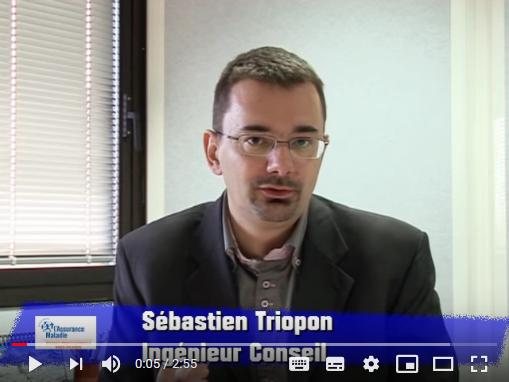 Sébastien Triopon
l'Assurance
Maladie
Ingénieur Conseil
0:05 / 2:55